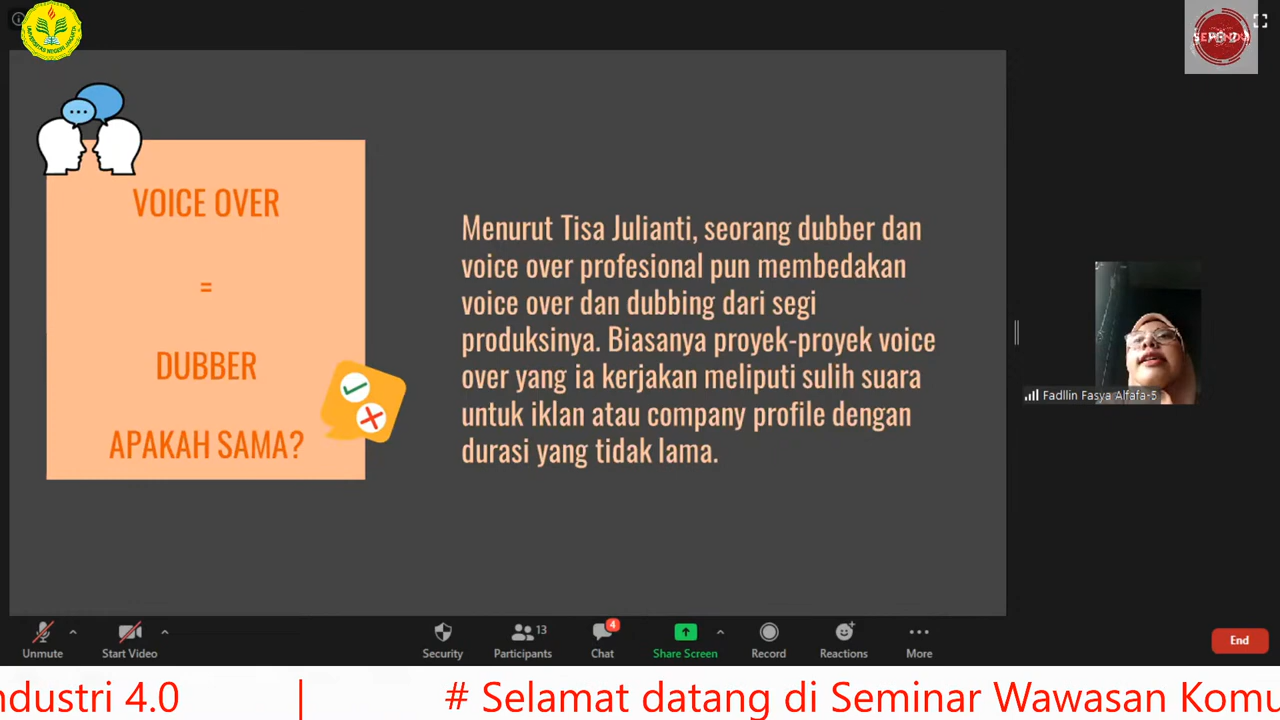 UNIVERSITAS NEGERI JAKARTA
VOICE OVER
=
DUBBER
APAKAH SAMA?
Menurut Tisa Julianti, seorang dubber dan
voice over profesional pun membedakan
voice over dan dubbing dari segi
produksinya. Biasanya proyek-proyek voice
over yang ia kerjakan meliputi sulih suara
untuk iklan atau company profile dengan
durasi yang tidak lama.
Fadllin Fasya Alfafa-5
Unmute
Start Video
Security
13
Participants
4
Chat
Share Screen
Record
Reactions
More
End
ndustri 4.0 | # Selamat datang di Seminar Wawasan Komu